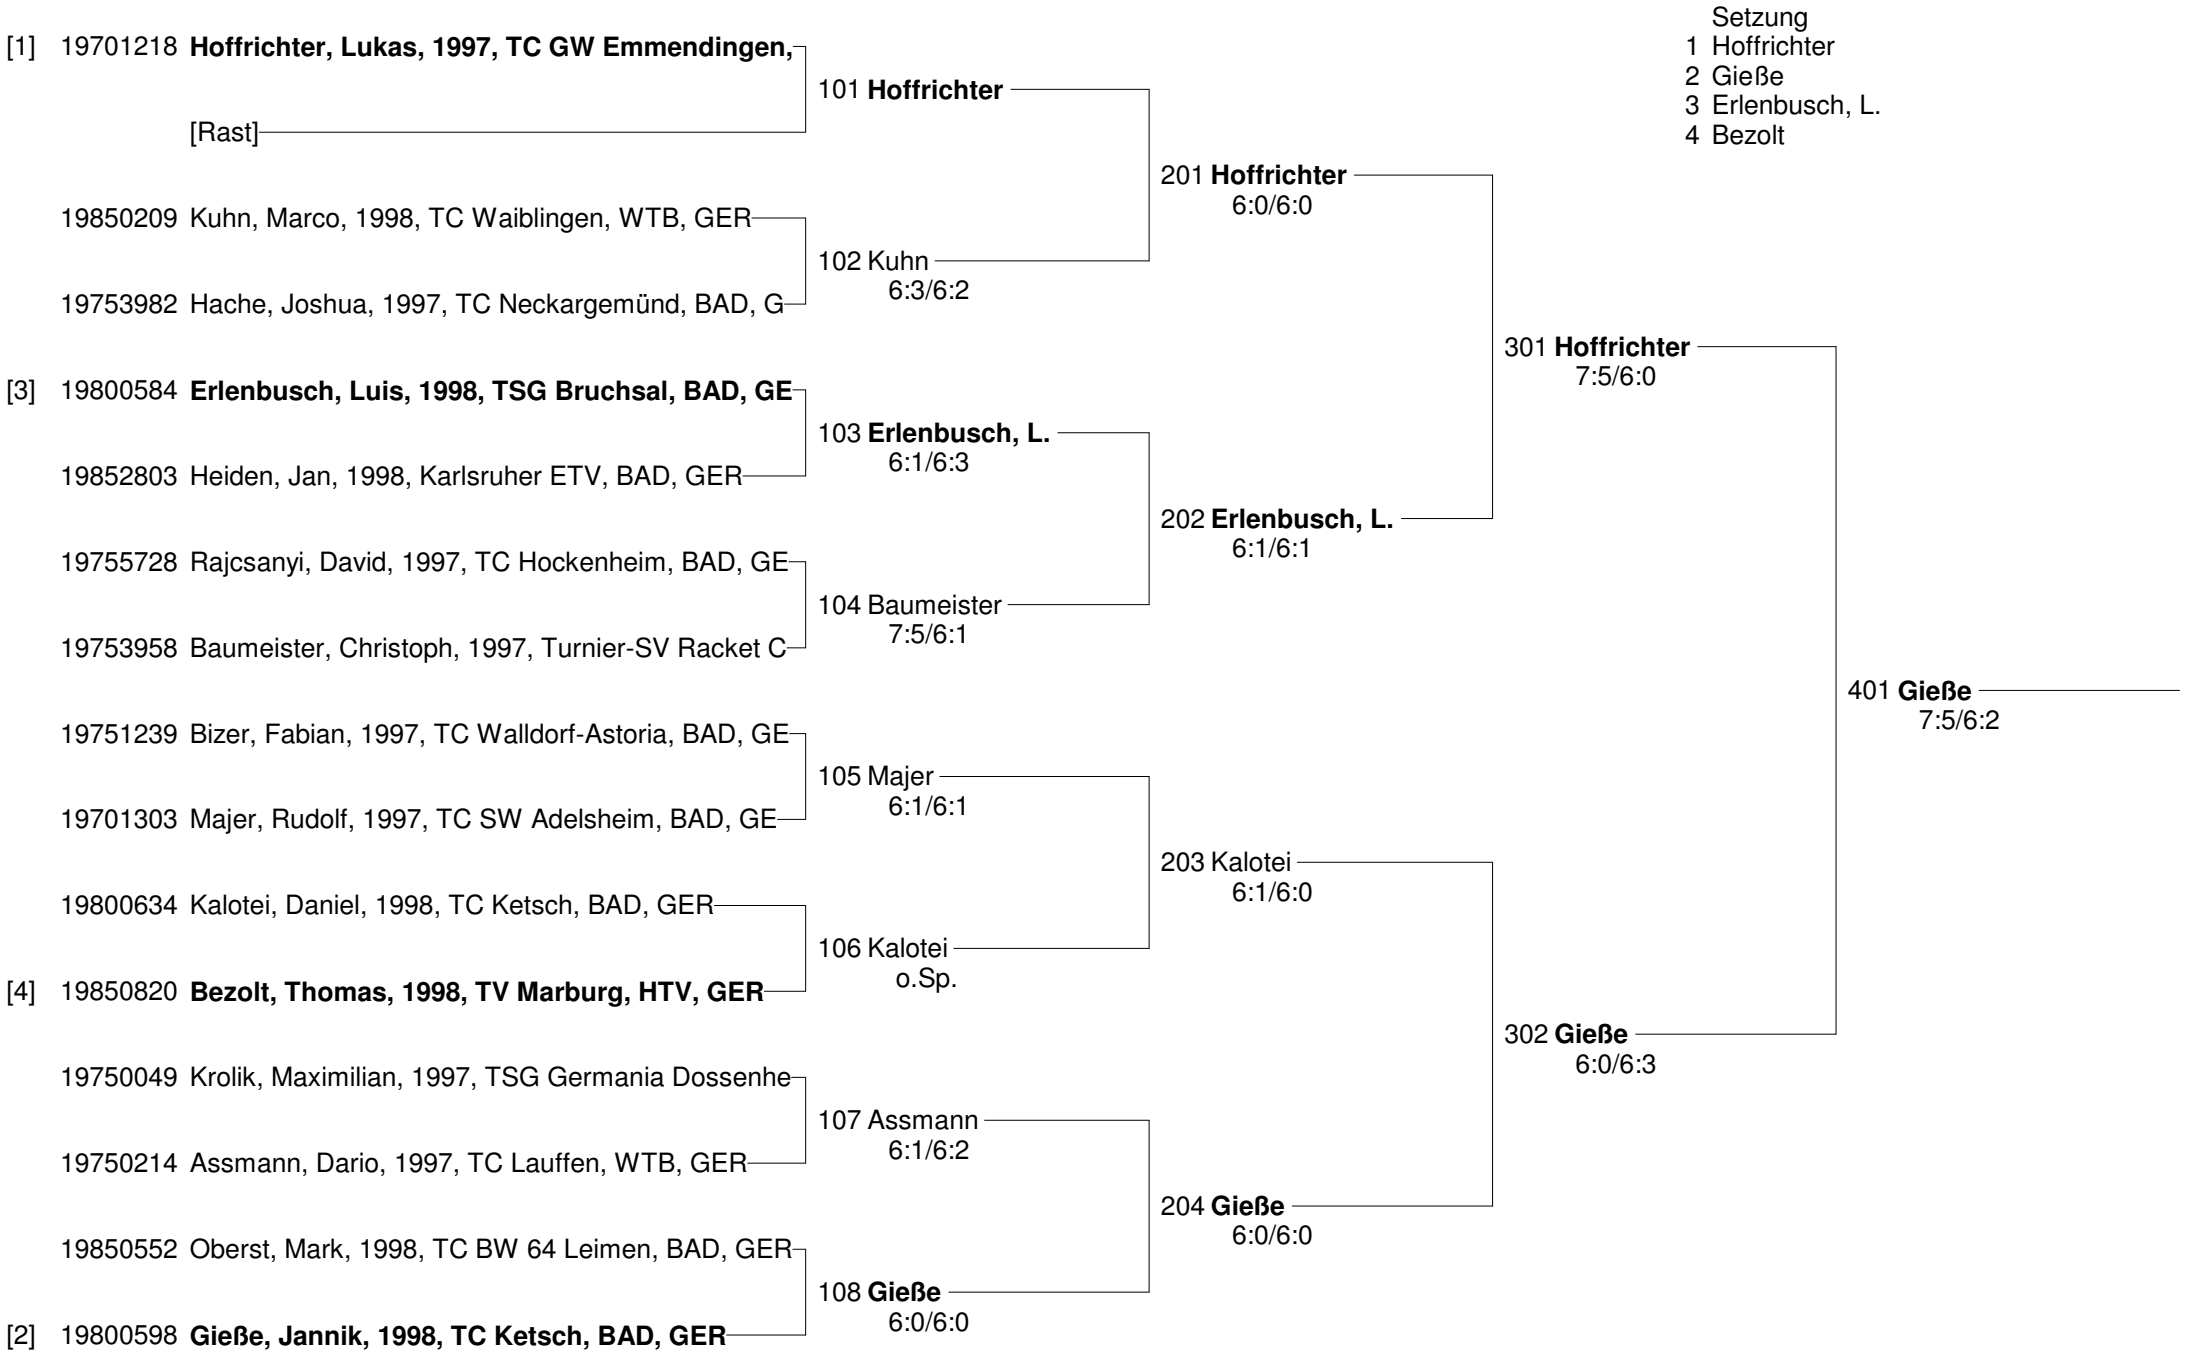 Setzung
1 Hoffrichter
2 Gieße
3 Erlenbusch, L.
4 Bezolt
[1] 19701218 Hoffrichter, Lukas, 1997, TC GW Emmendingen,
[Rast]
19850209 Kuhn, Marco, 1998, TC Waiblingen, WTB, GER
19753982 Hache, Joshua, 1997, TC Neckargemünd, BAD, G
[3] 19800584 Erlenbusch, Luis, 1998, TSG Bruchsal, BAD, GE
19852803 Heiden, Jan, 1998, Karlsruher ETV, BAD, GER
19755728 Rajcsanyi, David, 1997, TC Hockenheim, BAD, GE
19753958 Baumeister, Christoph, 1997, Turnier-SV Racket C
19751239 Bizer, Fabian, 1997, TC Walldorf-Astoria, BAD, GE
19701303 Majer, Rudolf, 1997, TC SW Adelsheim, BAD, GE
19800634 Kalotei, Daniel, 1998, TC Ketsch, BAD, GER
[4] 19850820 Bezolt, Thomas, 1998, TV Marburg, HTV, GER
19750049 Krolik, Maximilian, 1997, TSG Germania Dossenhe
19750214 Assmann, Dario, 1997, TC Lauffen, WTB, GER
19850552 Oberst, Mark, 1998, TC BW 64 Leimen, BAD, GER
[2] 19800598 Gieße, Jannik, 1998, TC Ketsch, BAD, GER
101 Hoffrichter
102 Kuhn
6:3/6:2
103 Erlenbusch, L.
6:1/6:3
104 Baumeister
7:5/6:1
105 Majer
6:1/6:1
106 Kalotei
o.Sp.
107 Assmann
6:1/6:2
108 Gieße
6:0/6:0
201 Hoffrichter
6:0/6:0
202 Erlenbusch, L.
6:1/6:1
203 Kalotei
6:1/6:0
204 Gieße
6:0/6:0
301 Hoffrichter
7:5/6:0
302 Gieße
6:0/6:3
401 Gieße
7:5/6:2